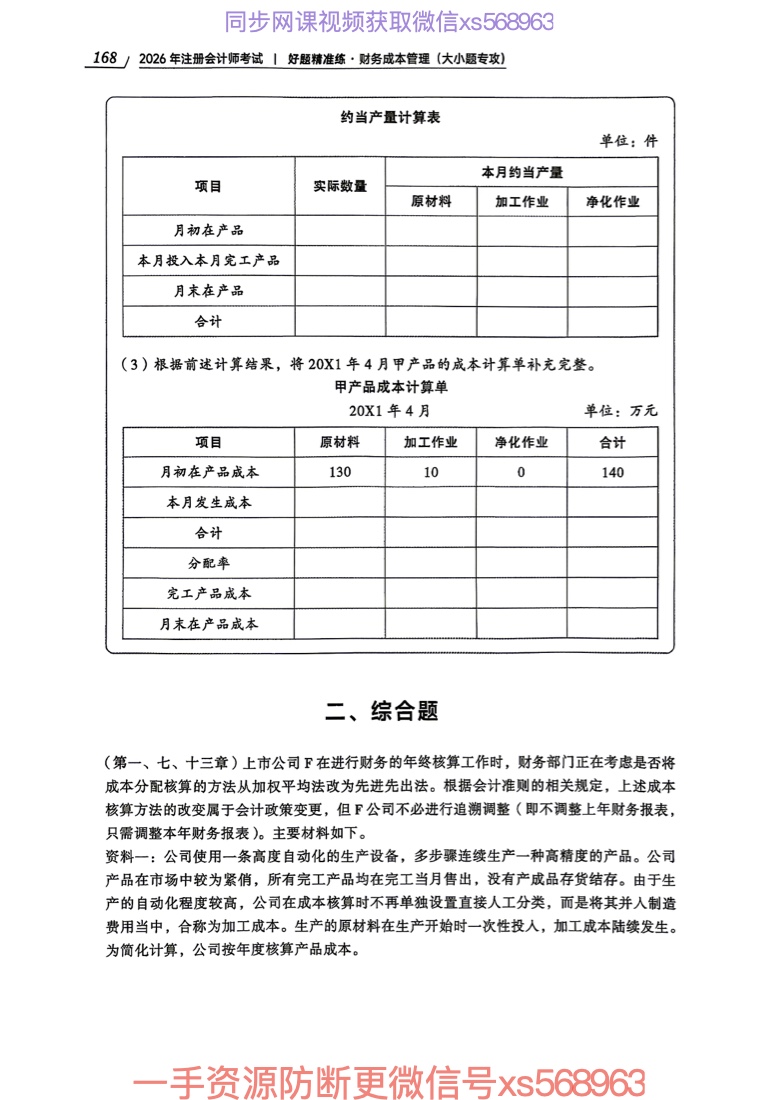 同步网课视频获取微信xs568963
168 / 2026 年注册会计师考试 | 好题精准练·财务成本管理（大小题专攻）
约当产量计算表
单位：件
项目 实际数量 本月约当产量
原材料 加工作业 净化作业
月初在产品
本月投入本月完工产品
月末在产品
合计
（3）根据前述计算结果，将 20X1 年 4 月甲产品的成本计算单补充完整。
甲产品成本计算单
20X1 年 4 月 单位：万元
项目 原材料 加工作业 净化作业 合计
月初在产品成本 130 10 0 140
本月发生成本
合计
分配率
完工产品成本
月末在产品成本
二、综合题
（第一、七、十三章）上市公司 F 在进行财务的年终核算工作时，财务部门正在考虑是否将
成本分配核算的方法从加权平均法改为先进先出法。根据会计准则的相关规定，上述成本
核算方法的改变属于会计政策变更，但 F 公司不必进行追溯调整（即不调整上年财务报表，
只需调整本年财务报表）。主要材料如下。
资料一：公司使用一条高度自动化的生产设备，多步骤连续生产一种高精度的产品。公司
产品在市场中较为紧俏，所有完工产品均在完工当月售出，没有产成品存货结存。由于生
产的自动化程度较高，公司在成本核算时不再单独设置直接人工分类，而是将其并入制造
费用当中，合称为加工成本。生产的原材料在生产开始时一次性投入，加工成本陆续发生。
为简化计算，公司按年度核算产品成本。
一手资源防断更微信号xs568963